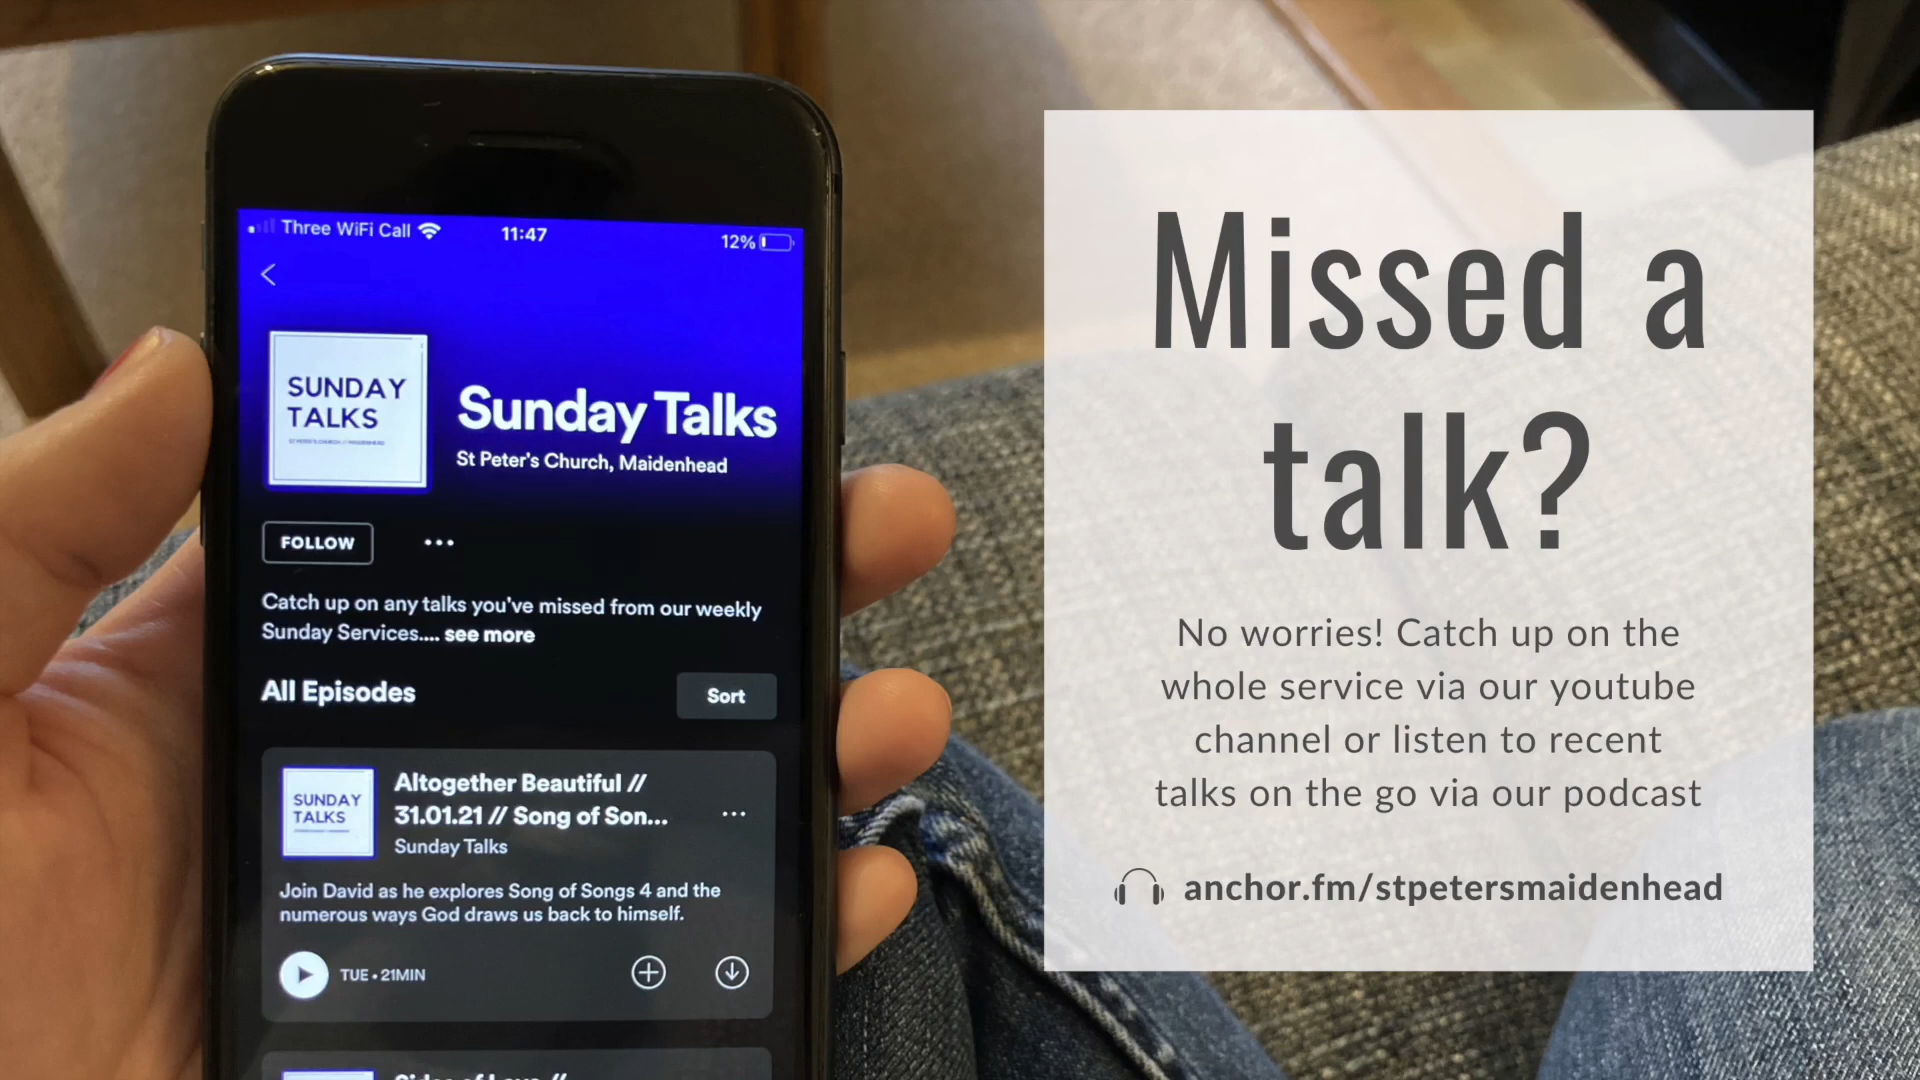 Three WiFi Call
11:47
12%
SUNDAY
TALKS
Sunday Talks
St Peter's Church, Maidenhead
FOLLOW
Catch up on any talks you've missed from our weekly
Sunday Services.... see more
All Episodes
Sort
SUNDAY
TALKS
Altogether Beautiful //
31.01.21 // Song of Son...
Sunday Talks
Join David as he explores Song of Songs 4 and the
numerous ways God draws us back to himself.
TUE • 21MIN
Missed a
talk?
No worries! Catch up on the
whole service via our youtube
channel or listen to recent
talks on the go via our podcast
anchor.fm/stpetersmaidenhead